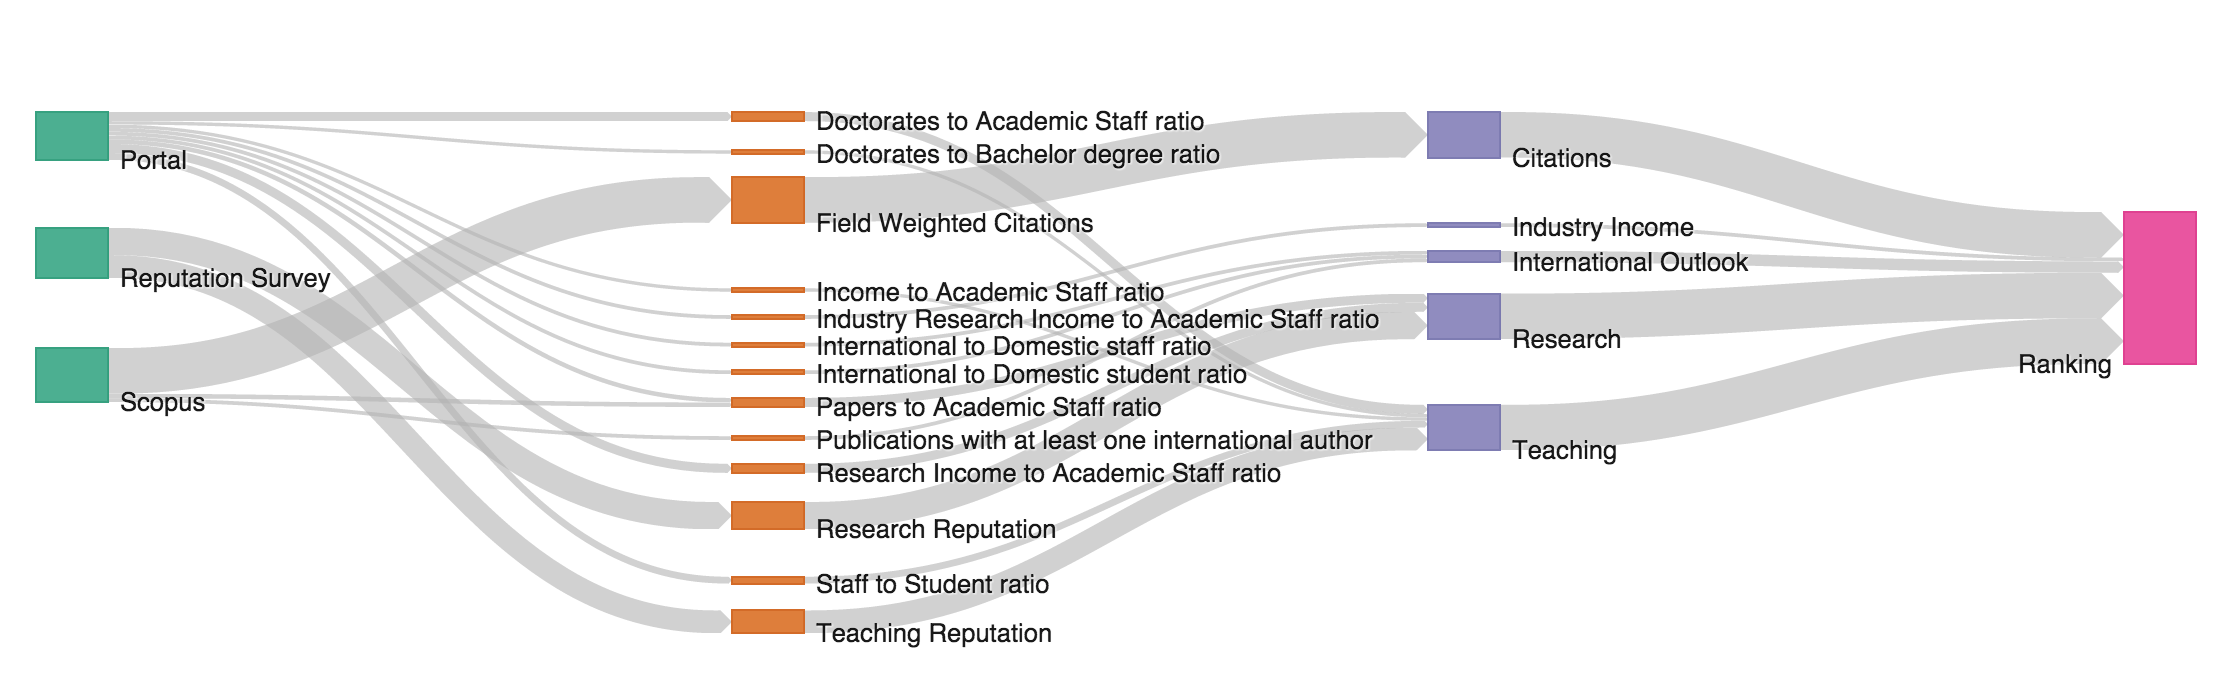 Portal
Reputation Survey
Scopus
Doctorates to Academic Staff ratio
Doctorates to Bachelor degree ratio
Field Weighted Citations
Income to Academic Staff ratio
Industry Research Income to Academic Staff ratio
International to Domestic staff ratio
International to Domestic student ratio
Papers to Academic Staff ratio
Publications with at least one international author
Research Income to Academic Staff ratio
Research Reputation
Staff to Student ratio
Teaching Reputation
Citations
Industry Income
International Outlook
Research
Teaching
Ranking